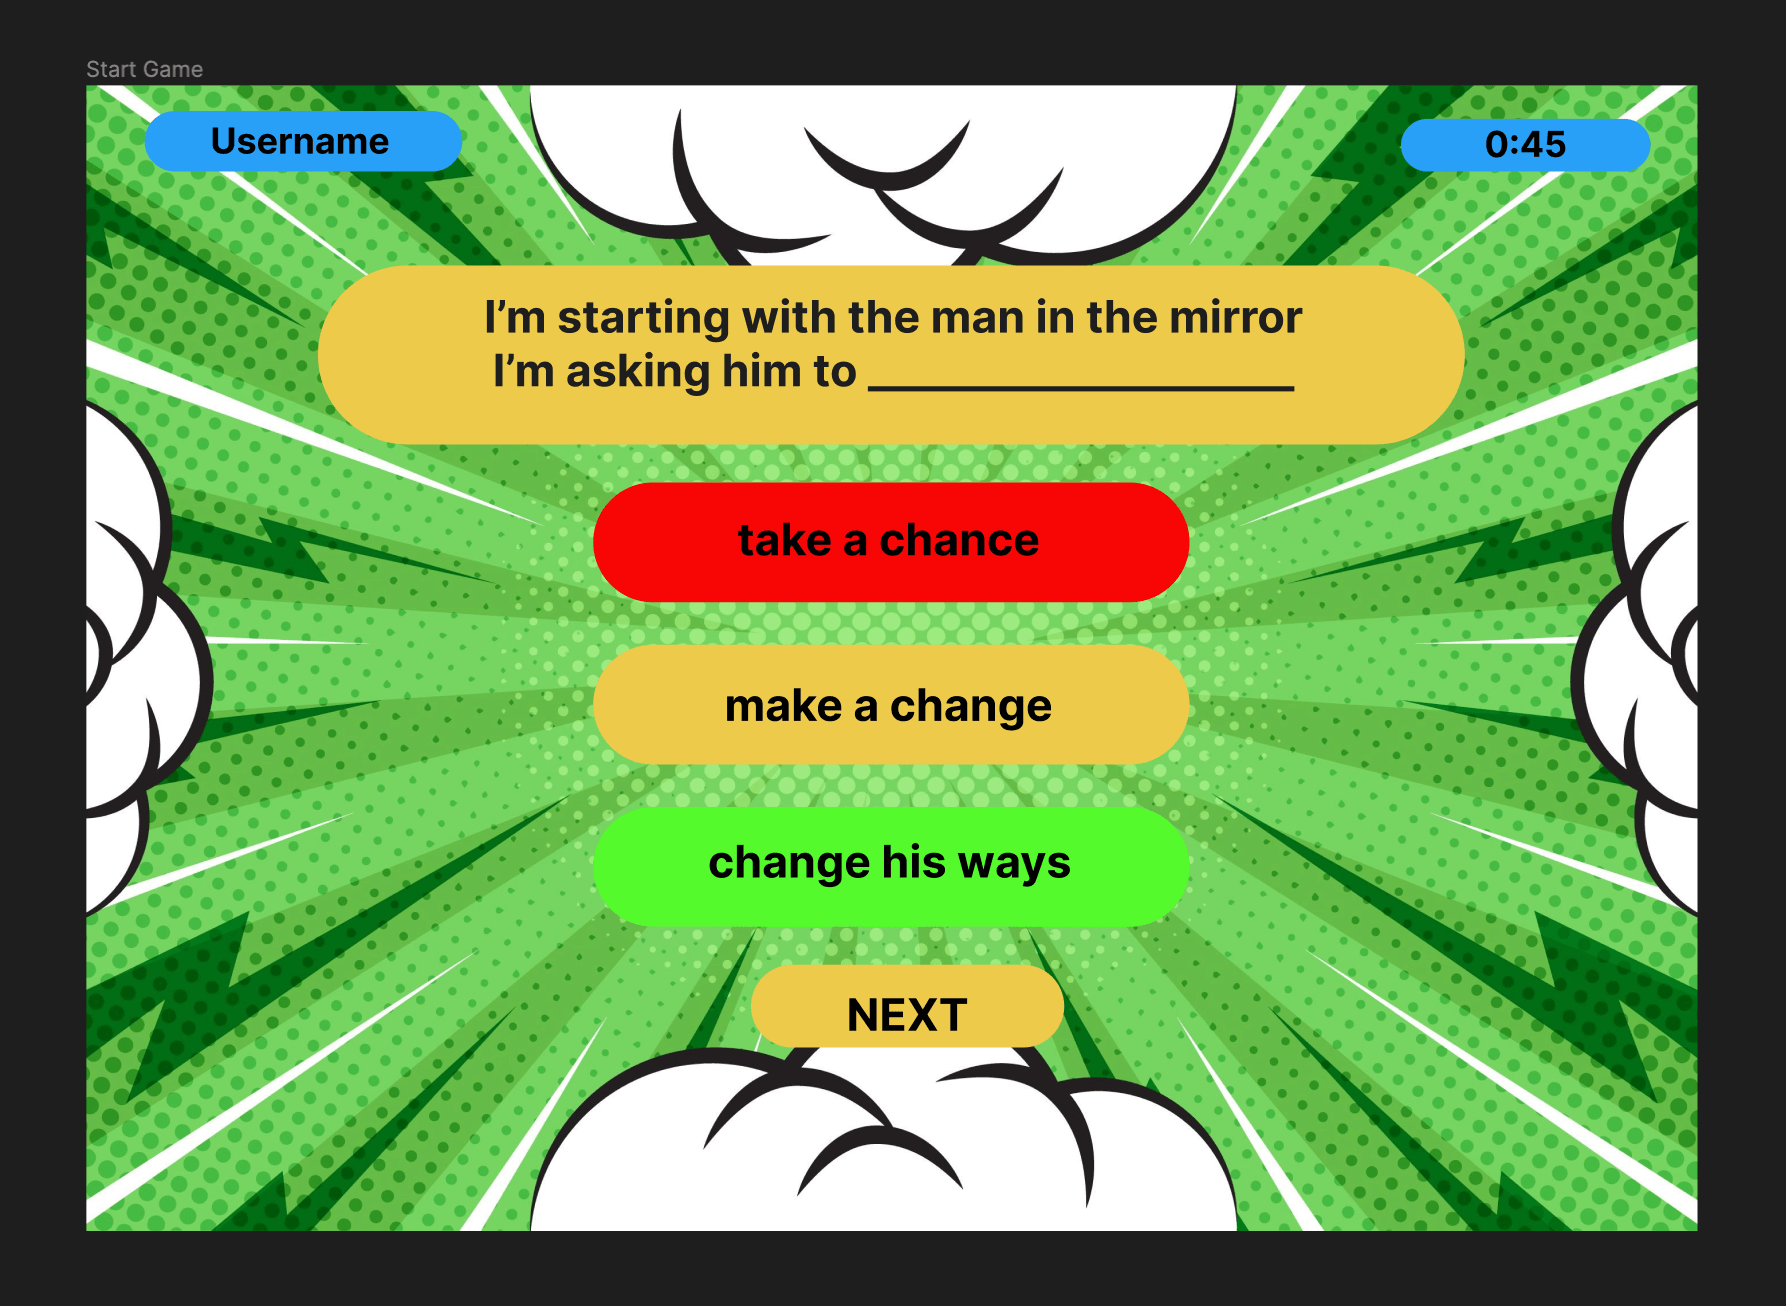 Start Game
Username
0:45
I’m starting with the man in the mirror
I’m asking him to ____________________
take a chance
make a change
change his ways
NEXT